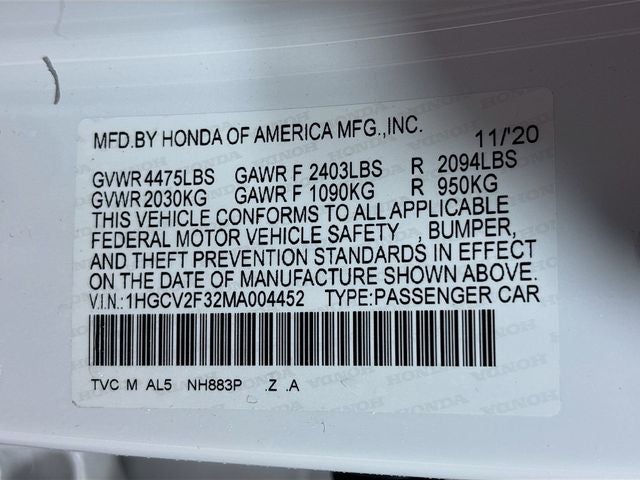 MFD.BY HONDA OF AMERICA MFG.,INC. 11/'20
GVWR 4475LBS GAWR F 2403LBS R 2094LBS
GVWR 2030KG GAWR F 1090KG R 950KG
THIS VEHICLE CONFORMS TO ALL APPLICABLE
FEDERAL MOTOR VEHICLE SAFETY , BUMPER,
AND THEFT PREVENTION STANDARDS IN EFFECT
ON THE DATE OF MANUFACTURE SHOWN ABOVE.
V.I.N.:1HGCV2F32MA004452 TYPE:PASSENGER CAR
TVC M AL5 NH883P .Z .A